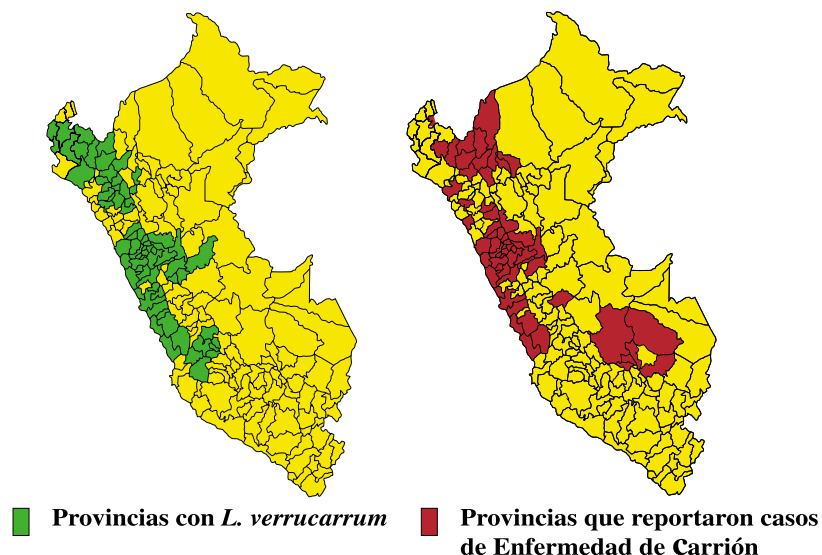 Provincias con L. verrucarrum
Provincias que reportaron casos
de Enfermedad de Carrión